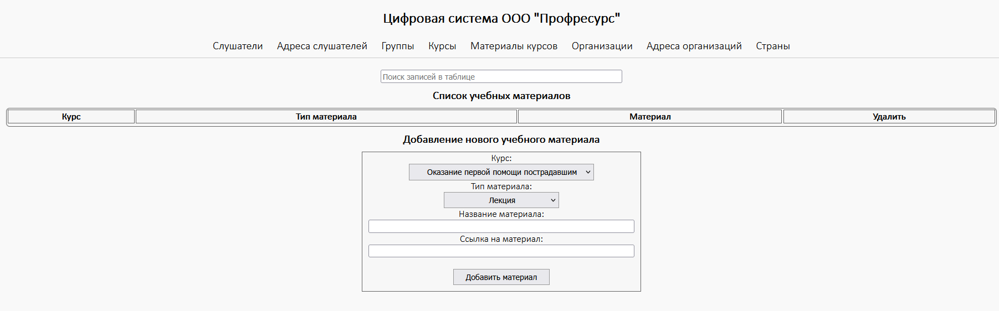 Цифровая система ООО "Профресурс"
Слушатели Адреса слушателей Группы Курсы Материалы курсов Организации Адреса организаций Страны
Поиск записей в таблице
Список учебных материалов
Курс Тип материала Материал Удалить
Добавление нового учебного материала
Курс:
Оказание первой помощи пострадавшим
Тип материала:
Лекция
Название материала:
Ссылка на материал:
Добавить материал